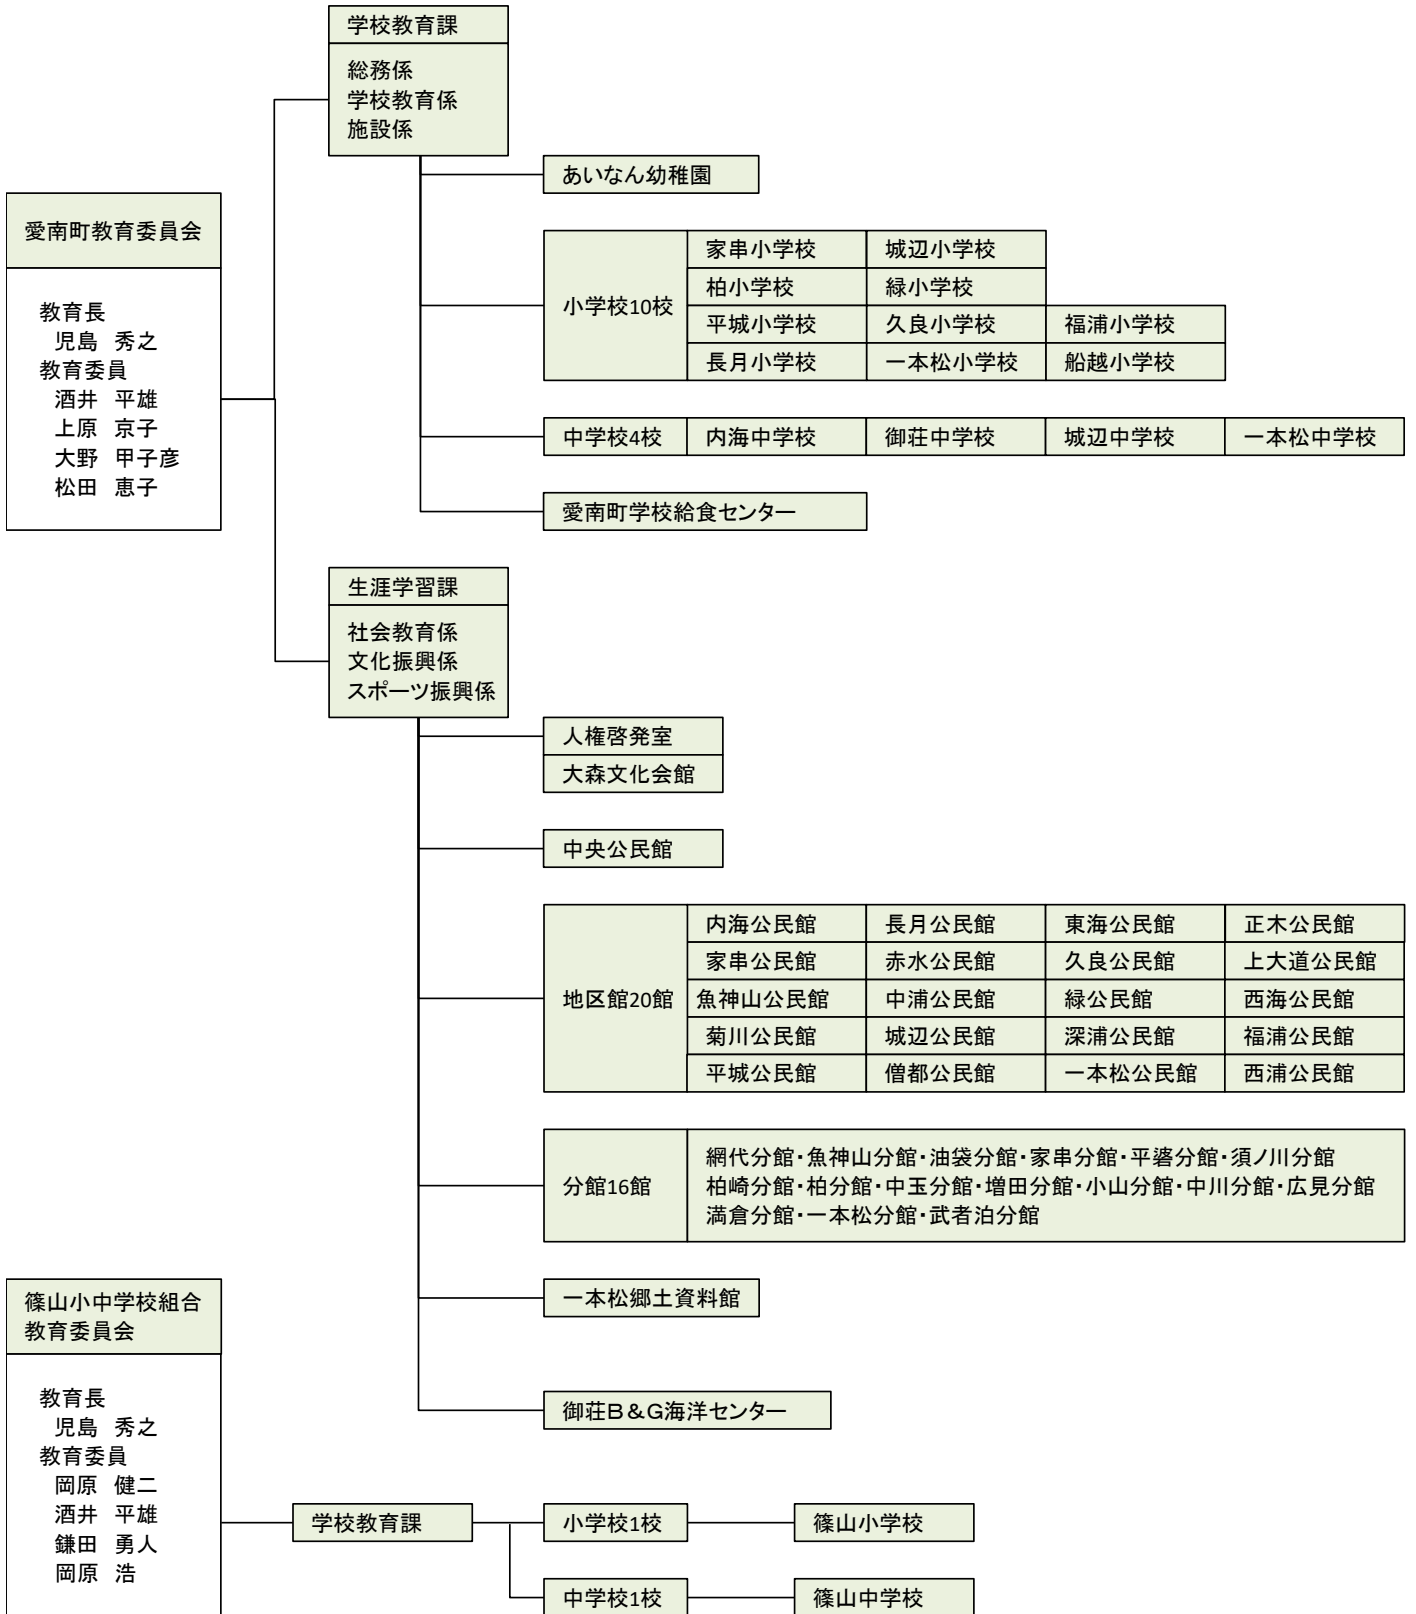 学校教育課
総務係
学校教育係
施設係
あいなん幼稚園
愛南町教育委員会
教育長
児島 秀之
教育委員
酒井 平雄
上原 京子
大野 甲子彦
松田 恵子
小学校10校
家串小学校 城辺小学校
柏小学校 緑小学校
平城小学校 久良小学校 福浦小学校
長月小学校 一本松小学校 船越小学校
中学校4校 内海中学校 御荘中学校 城辺中学校 一本松中学校
愛南町学校給食センター
生涯学習課
社会教育係
文化振興係
スポーツ振興係
人権啓発室
大森文化会館
中央公民館
地区館20館
内海公民館 長月公民館 東海公民館 正木公民館
家串公民館 赤水公民館 久良公民館 上大道公民館
魚神山公民館 中浦公民館 緑公民館 西海公民館
菊川公民館 城辺公民館 深浦公民館 福浦公民館
平城公民館 僧都公民館 一本松公民館 西浦公民館
分館16館
網代分館・魚神山分館・油袋分館・家串分館・平碆分館・須ノ川分館
柏崎分館・柏分館・中玉分館・増田分館・小山分館・中川分館・広見分館
満倉分館・一本松分館・武者泊分館
一本松郷土資料館
御荘B&G海洋センター
篠山小中学校組合
教育委員会
教育長
児島 秀之
教育委員
岡原 健二
酒井 平雄
鎌田 勇人
岡原 浩
学校教育課
小学校1校 篠山小学校
中学校1校 篠山中学校